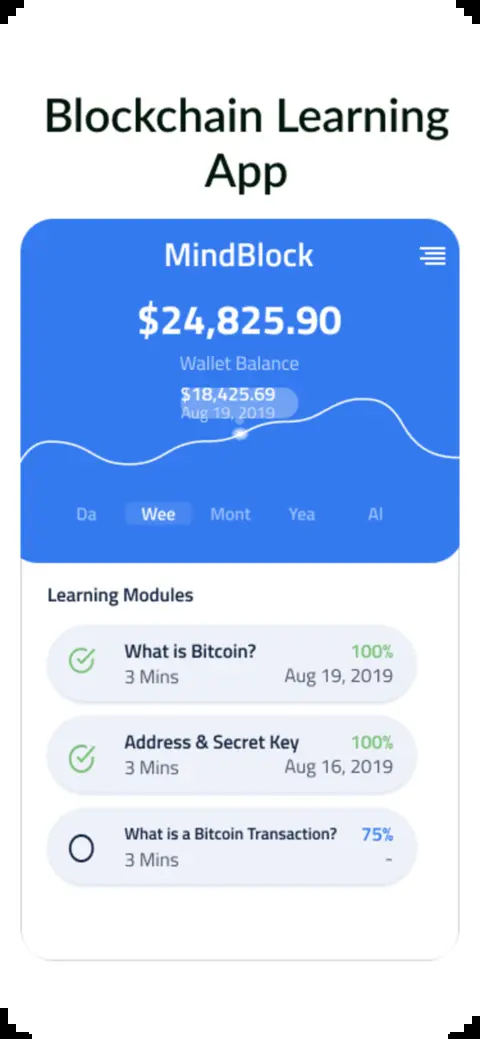 Blockchain Learning
App
MindBlock
$24,825.90
Wallet Balance
$18,425.69
Aug 19, 2019
Da Wee Mont Yea Al
Learning Modules
What is Bitcoin? 100%
3 Mins Aug 19, 2019
Address & Secret Key 100%
3 Mins Aug 16, 2019
What is a Bitcoin Transaction? 75%
3 Mins -